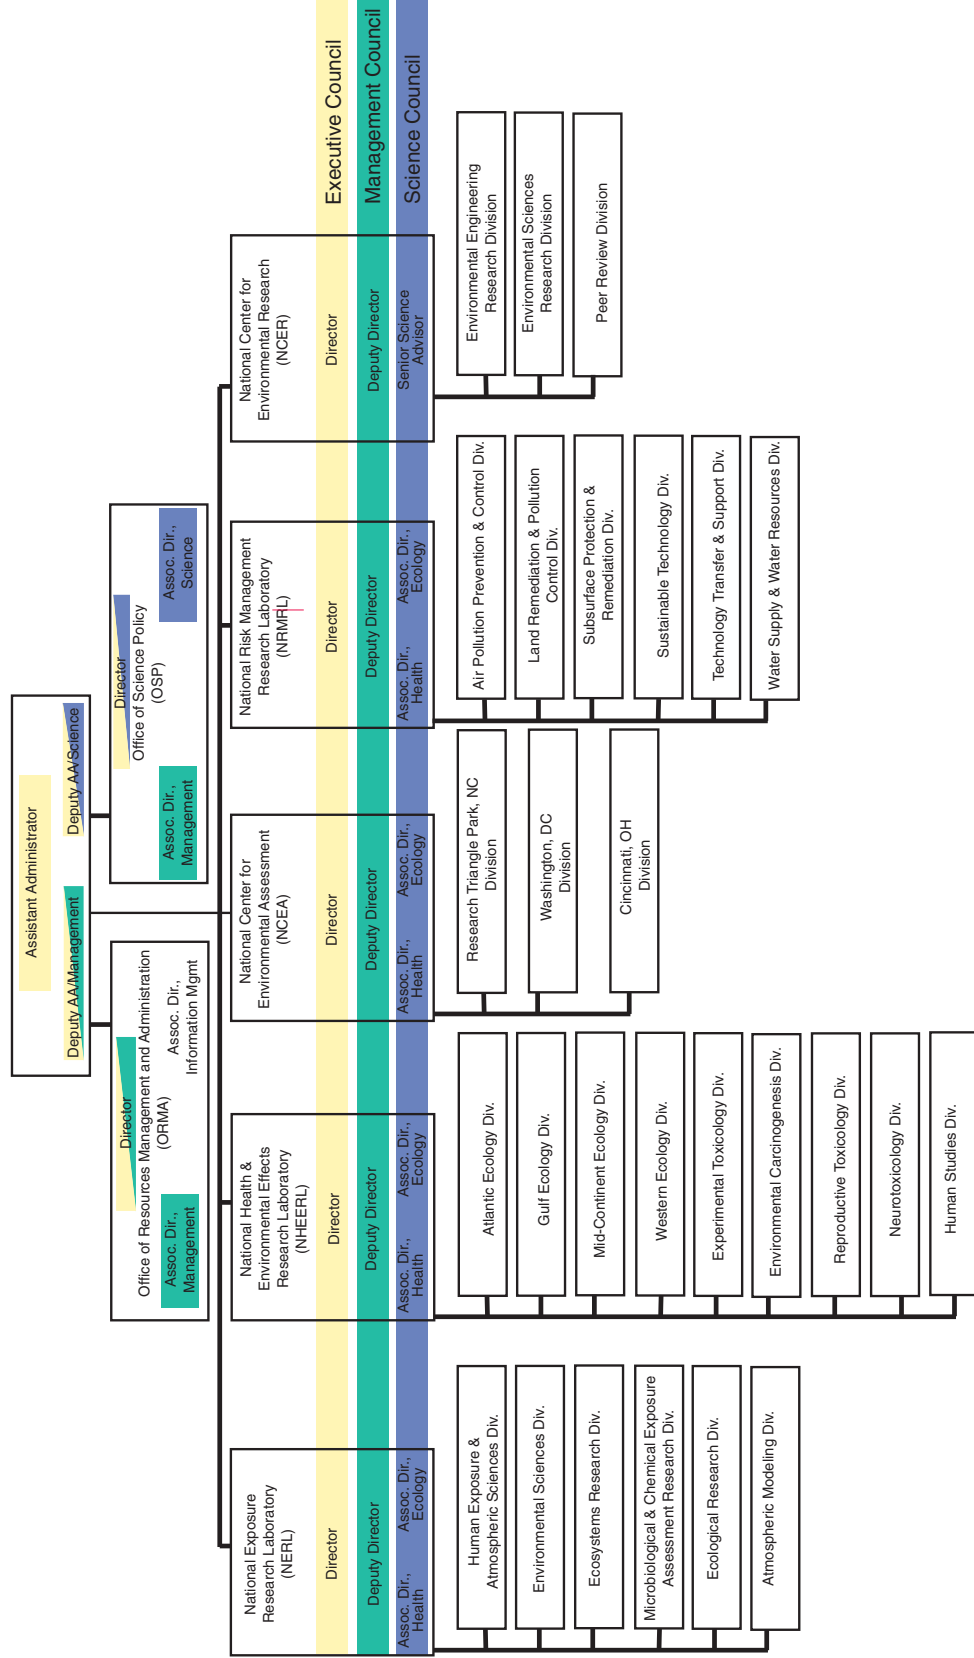 Assistant Administrator
Deputy AA/Management
Deputy AA/Science
Director
Office of Resources Management and Administration
(ORMA)
Assoc. Dir.,
Management
Assoc. Dir.,
Information Mgmt
Director
Office of Science Policy
(OSP)
Assoc. Dir.,
Management
Assoc. Dir.,
Science
National Exposure
Research Laboratory
(NERL)
Director
Deputy Director
Assoc. Dir.,
Health
Assoc. Dir.,
Ecology
National Health &
Environmental Effects
Research Laboratory
(NHEERL)
Director
Deputy Director
Assoc. Dir.,
Health
Assoc. Dir.,
Ecology
National Center for
Environmental Assessment
(NCEA)
Director
Deputy Director
Assoc. Dir.,
Health
Assoc. Dir.,
Ecology
National Risk Management
Research Laboratory
(NRMRL)
Director
Deputy Director
Assoc. Dir.,
Health
Assoc. Dir.,
Ecology
National Center for
Environmental Research
(NCER)
Director
Deputy Director
Senior Science
Advisor
Executive Council
Management Council
Science Council
Human Exposure &
Atmospheric Sciences Div.
Environmental Sciences Div.
Ecosystems Research Div.
Microbiological & Chemical Exposure
Assessment Research Div.
Ecological Research Div.
Atmospheric Modeling Div.
Atlantic Ecology Div.
Gulf Ecology Div.
Mid-Continent Ecology Div.
Western Ecology Div.
Experimental Toxicology Div.
Environmental Carcinogenesis Div.
Reproductive Toxicology Div.
Neurotoxicology Div.
Human Studies Div.
Research Triangle Park, NC
Division
Washington, DC
Division
Cincinnati, OH
Division
Air Pollution Prevention & Control Div.
Land Remediation & Pollution
Control Div.
Subsurface Protection &
Remediation Div.
Sustainable Technology Div.
Technology Transfer & Support Div.
Water Supply & Water Resources Div.
Environmental Engineering
Research Division
Environmental Sciences
Research Division
Peer Review Division